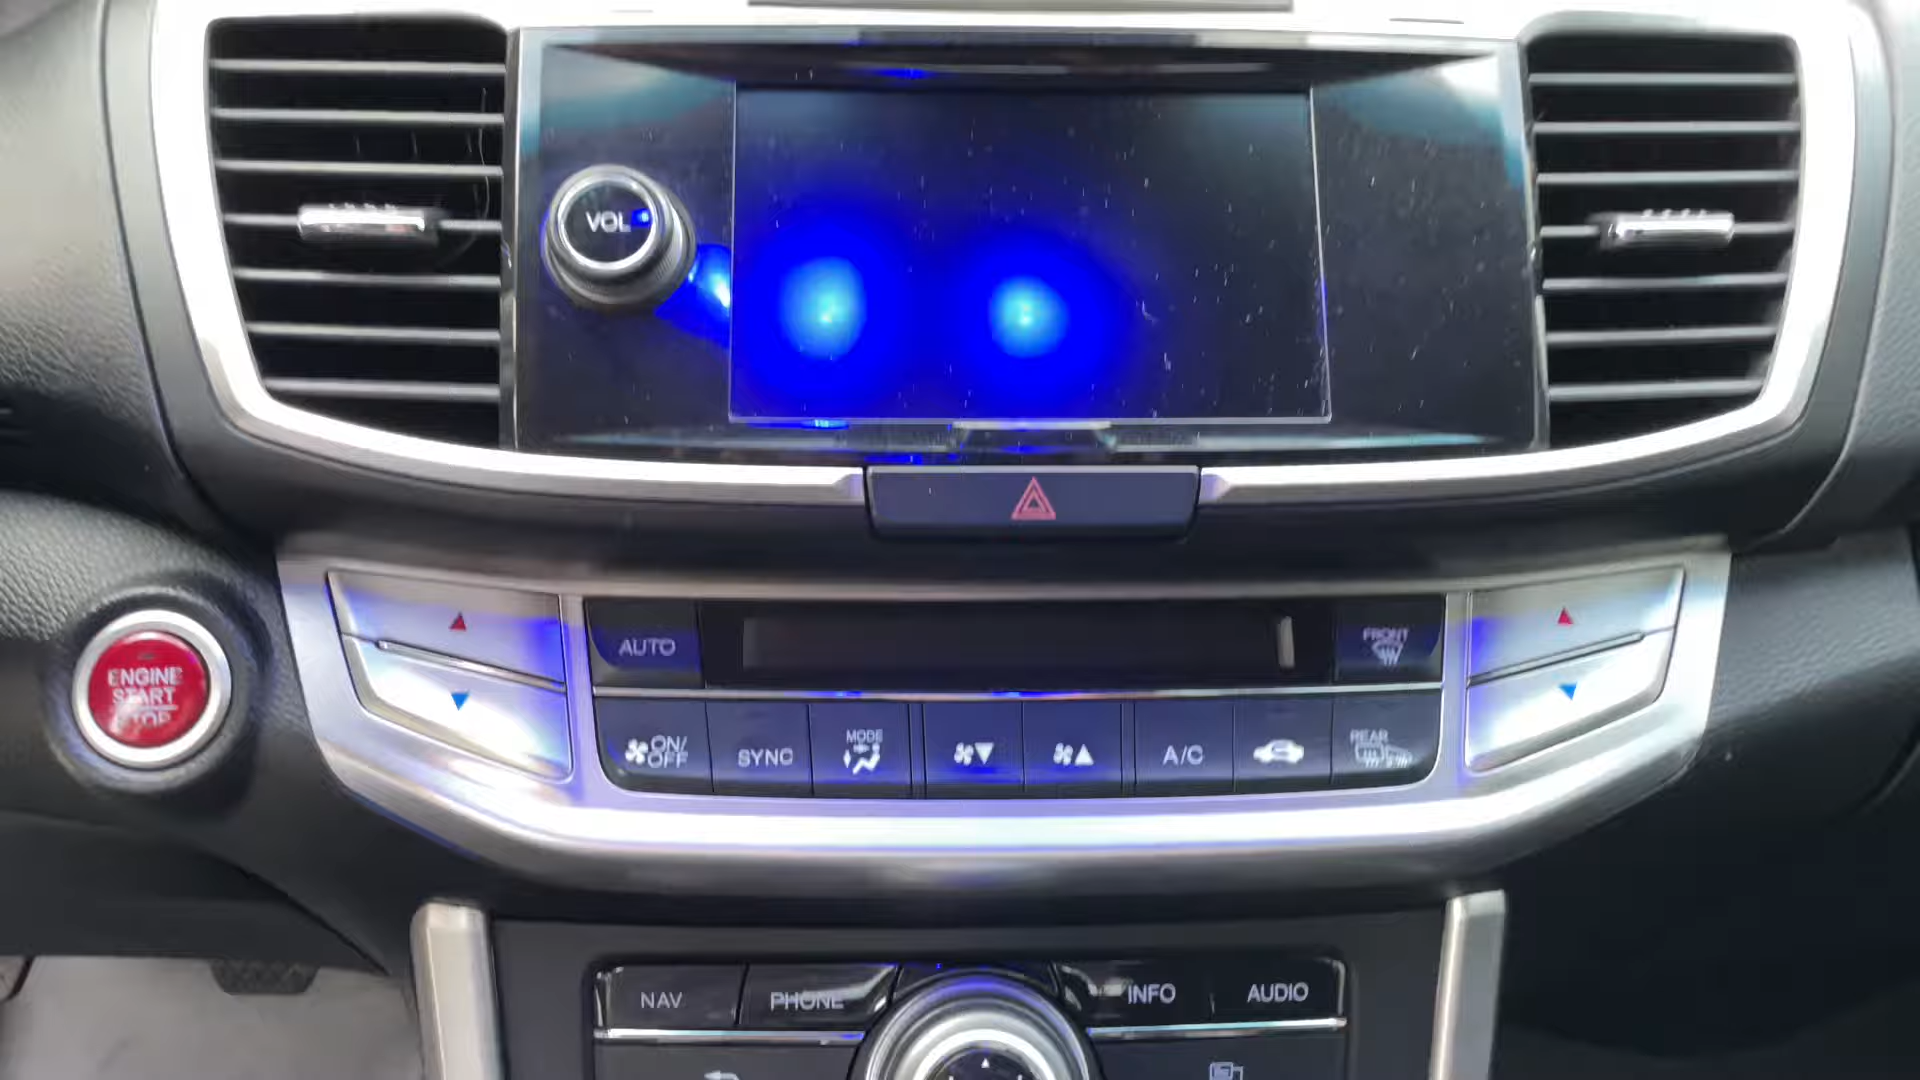 VOL
ENGINE
START
STOP
AUTO
FRONT
ON/
OFF
SYNC
MODE
A/C
REAR
NAV
PHONE
INFO
AUDIO